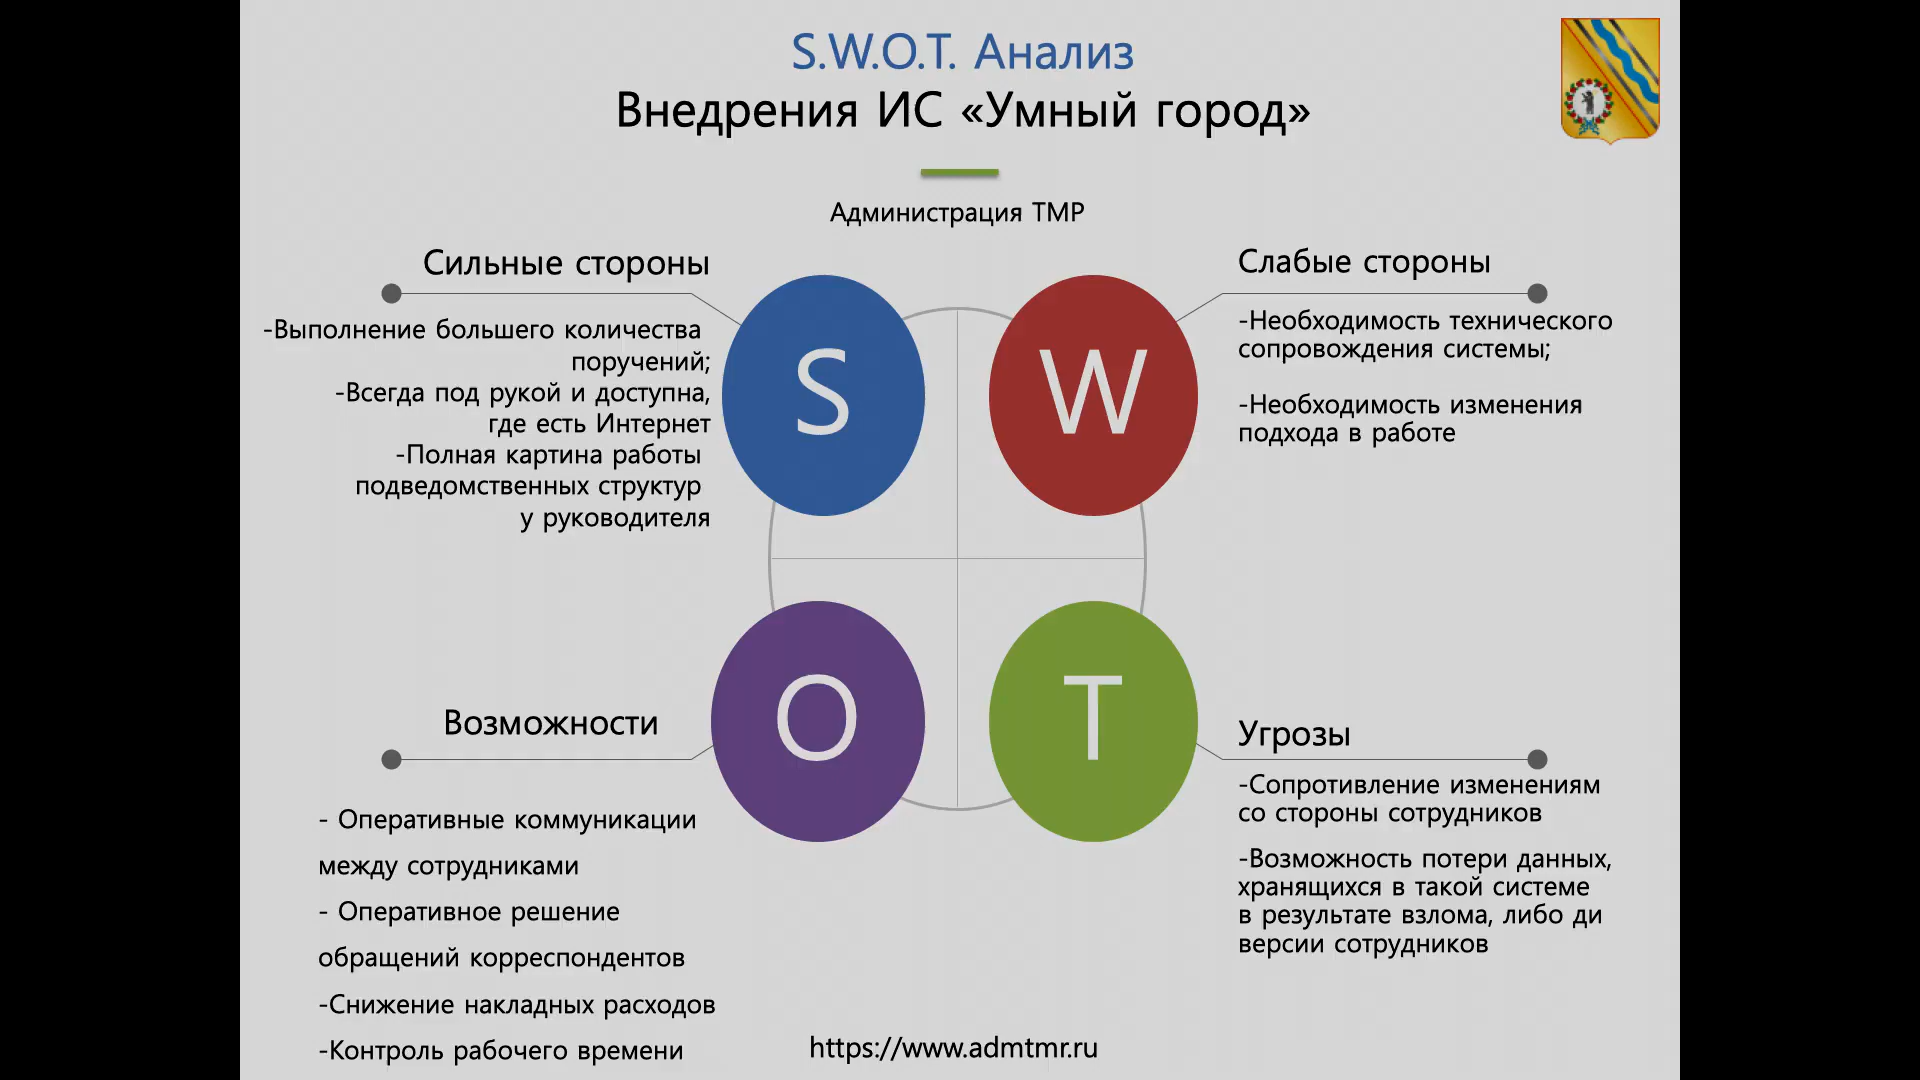 S.W.O.T. Анализ
Внедрения ИС «Умный город»
Администрация ТМР
Сильные стороны
-Выполнение большего количества
поручений;
-Всегда под рукой и доступна,
где есть Интернет
-Полная картина работы
подведомственных структур
у руководителя
S
W
Слабые стороны
-Необходимость технического
сопровождения системы;
-Необходимость изменения
подхода в работе
Возможности
- Оперативные коммуникации
между сотрудниками
- Оперативное решение
обращений корреспондентов
-Снижение накладных расходов
-Контроль рабочего времени
O
T
Угрозы
-Сопротивление изменениям
со стороны сотрудников
-Возможность потери данных,
хранящихся в такой системе
в результате взлома, либо ди
версии сотрудников
https://www.admtmr.ru